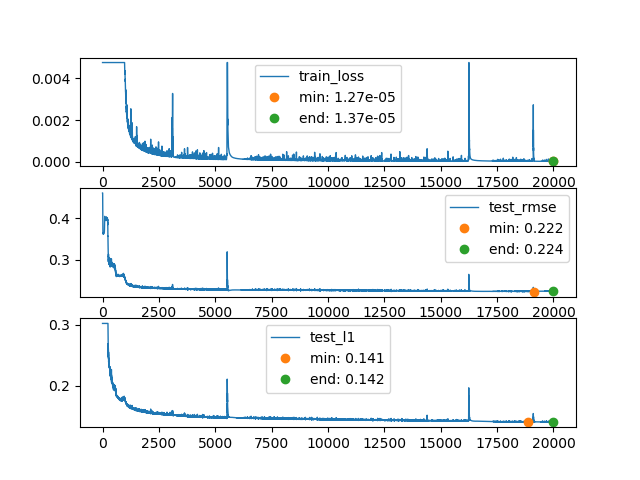 0.004
0.002
0.000
train_loss
min: 1.27e-05
end: 1.37e-05
0 2500 5000 7500 10000 12500 15000 17500 20000
0.4
0.3
test_rmse
min: 0.222
end: 0.224
0 2500 5000 7500 10000 12500 15000 17500 20000
0.3
0.2
test_l1
min: 0.141
end: 0.142
0 2500 5000 7500 10000 12500 15000 17500 20000